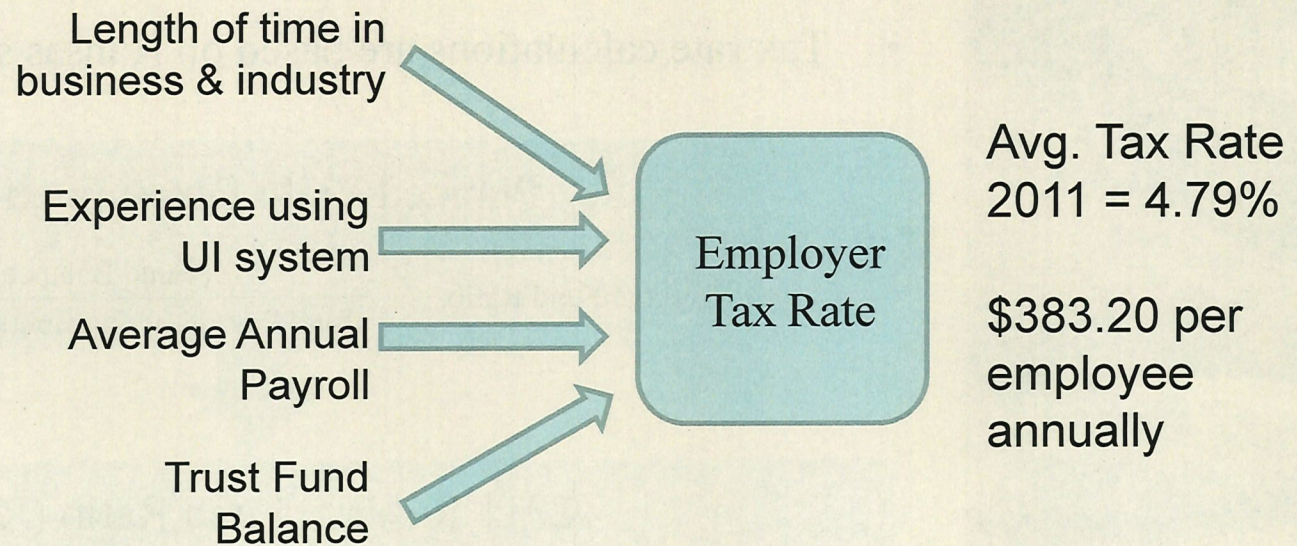 Length of time in
business & industry
Experience using
UI system
Average Annual
Payroll
Trust Fund
Balance
Employer
Tax Rate
Avg. Tax Rate
2011 = 4.79%
$383.20 per
employee
annually